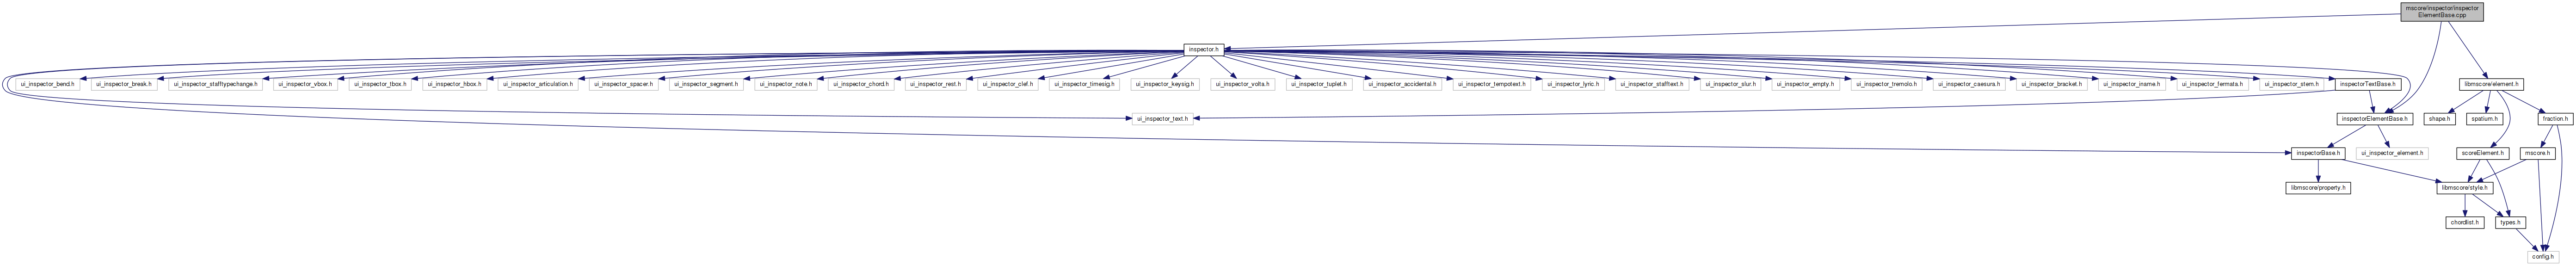 mscore/inspector/inspector
ElementBase.cpp
inspector.h
ui_inspector_bend.h
ui_inspector_break.h
ui_inspector_stafftypechange.h
ui_inspector_vbox.h
ui_inspector_tbox.h
ui_inspector_hbox.h
ui_inspector_articulation.h
ui_inspector_spacer.h
ui_inspector_segment.h
ui_inspector_note.h
ui_inspector_chord.h
ui_inspector_rest.h
ui_inspector_clef.h
ui_inspector_timesig.h
ui_inspector_keysig.h
ui_inspector_volta.h
ui_inspector_tuplet.h
ui_inspector_accidental.h
ui_inspector_tempotext.h
ui_inspector_lyric.h
ui_inspector_stafftext.h
ui_inspector_slur.h
ui_inspector_empty.h
ui_inspector_tremolo.h
ui_inspector_caesura.h
ui_inspector_bracket.h
ui_inspector_iname.h
ui_inspector_fermata.h
ui_inspector_stem.h
inspectorTextBase.h
libmscore/element.h
ui_inspector_text.h
inspectorElementBase.h
shape.h
spatium.h
fraction.h
inspectorBase.h
ui_inspector_element.h
scoreElement.h
mscore.h
libmscore/property.h
libmscore/style.h
chordlist.h
types.h
config.h